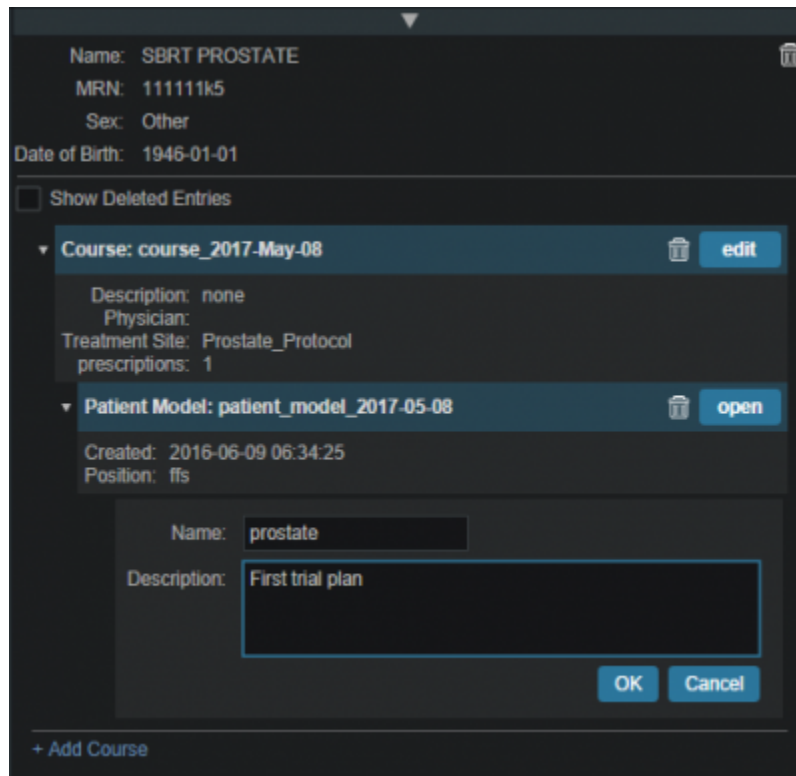 Name: SBRT PROSTATE
MRN: 111111k5
Sex: Other
Date of Birth: 1946-01-01
Show Deleted Entries
Course: course_2017-May-08 edit
Description: none
Physician:
Treatment Site: Prostate_Protocol
prescriptions: 1
Patient Model: patient_model_2017-05-08 open
Created: 2016-06-09 06:34:25
Position: ffs
Name: prostate
Description: First trial plan
OK Cancel
+ Add Course